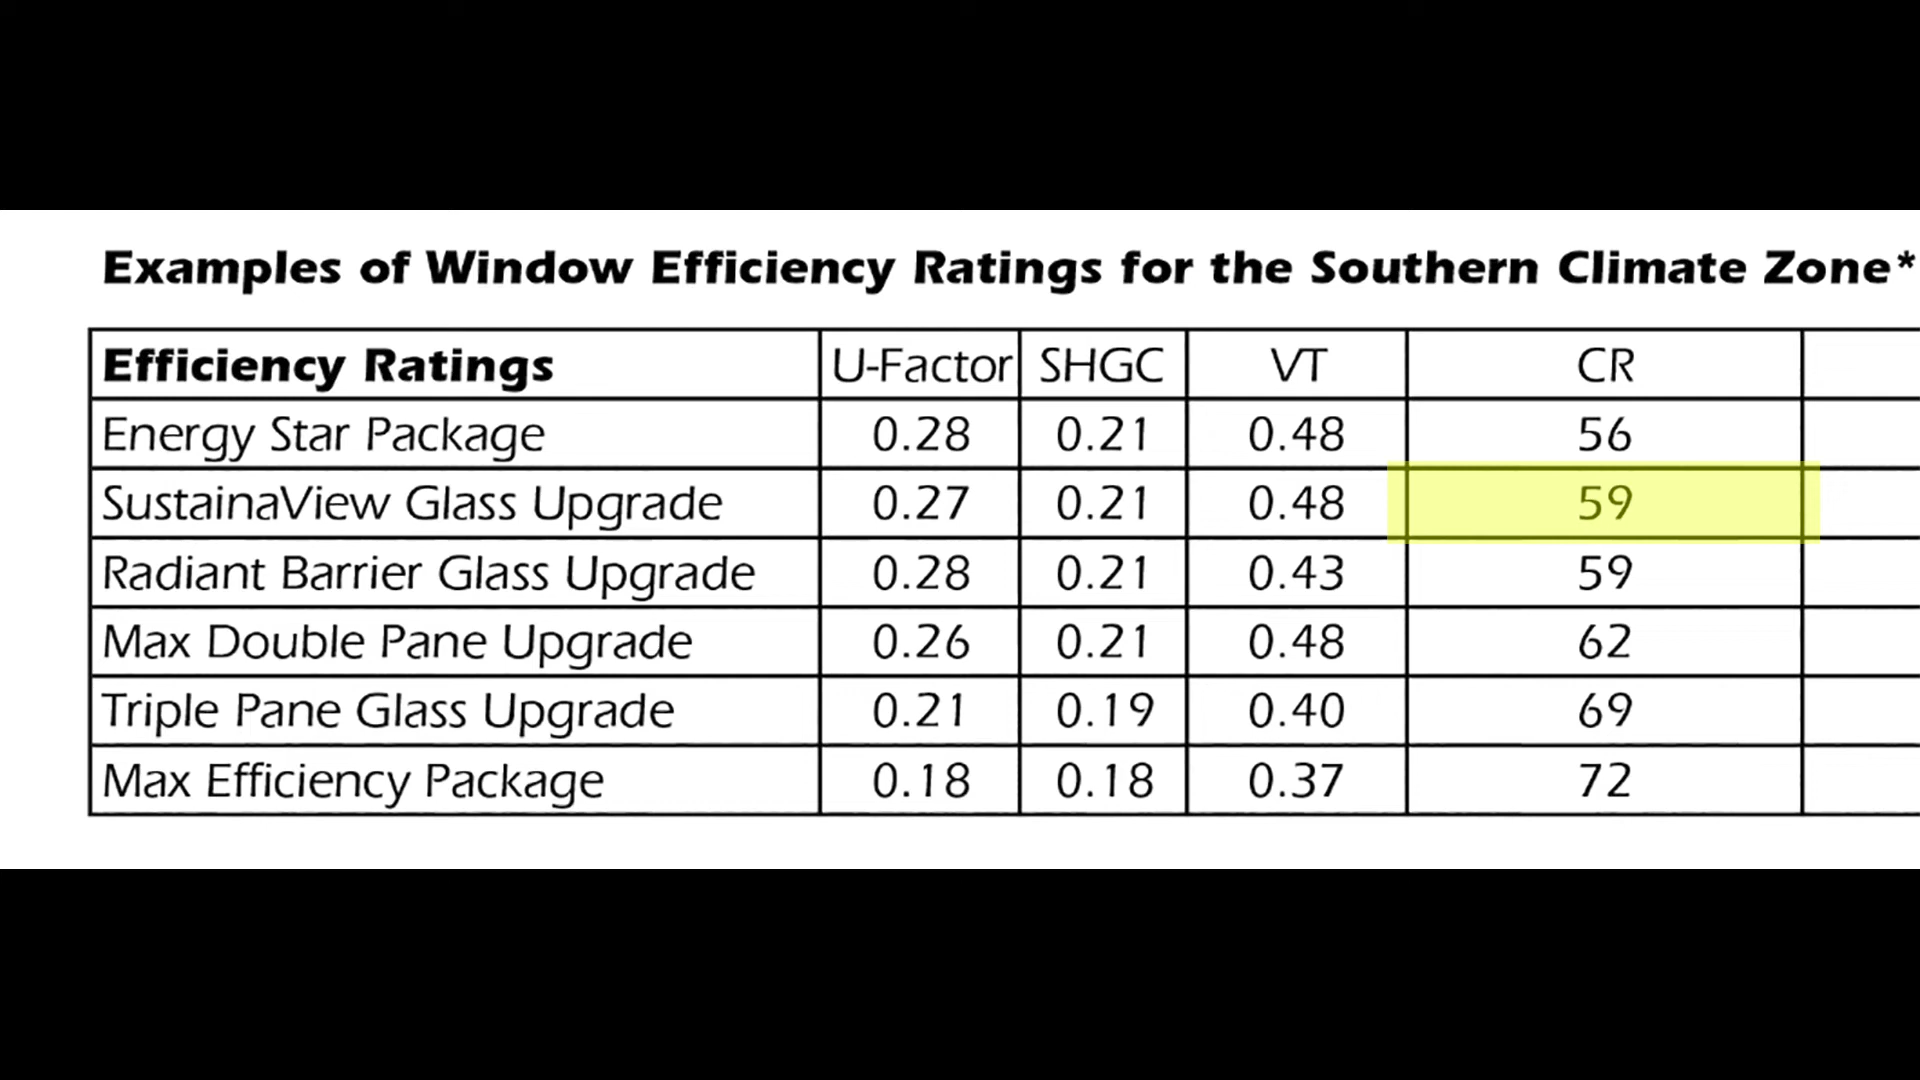 Examples of Window Efficiency Ratings for the Southern Climate Zone*
Efficiency Ratings U-Factor SHGC VT CR
Energy Star Package 0.28 0.21 0.48 56
SustainaView Glass Upgrade 0.27 0.21 0.48 59
Radiant Barrier Glass Upgrade 0.28 0.21 0.43 59
Max Double Pane Upgrade 0.26 0.21 0.48 62
Triple Pane Glass Upgrade 0.21 0.19 0.40 69
Max Efficiency Package 0.18 0.18 0.37 72